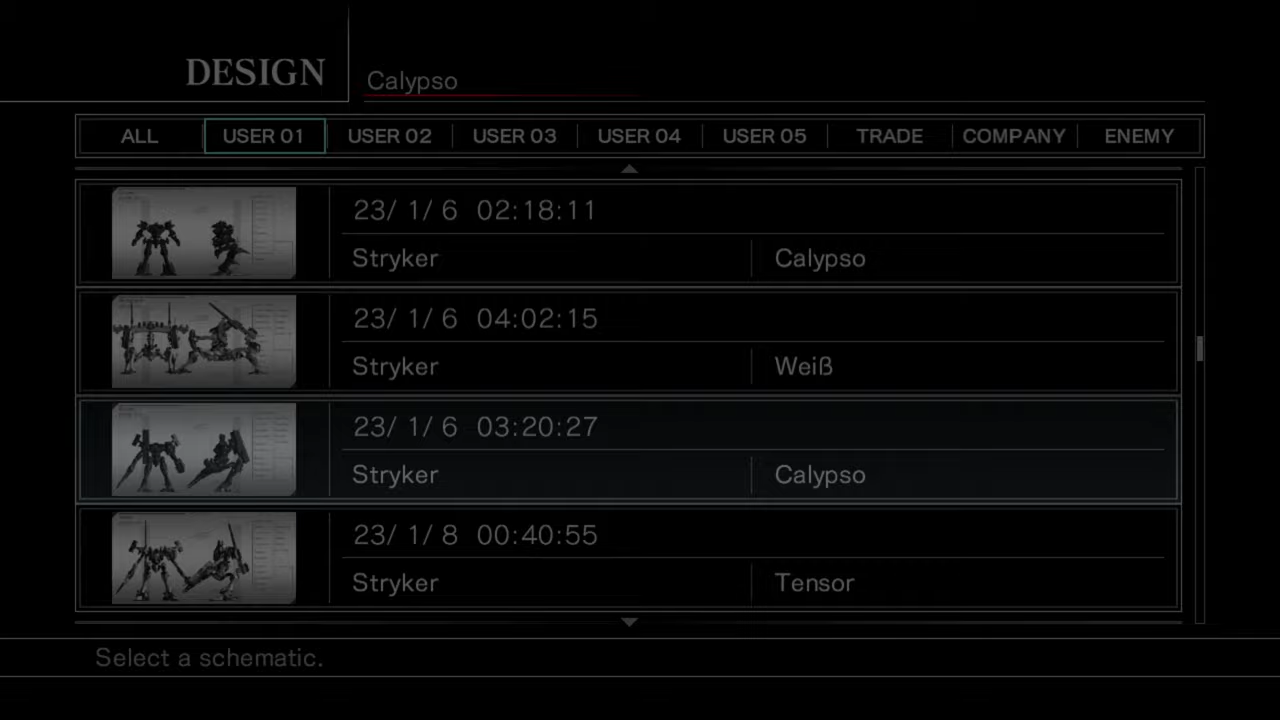 DESIGN
Calypso
ALL USER 01 USER 02 USER 03 USER 04 USER 05 TRADE COMPANY ENEMY
23/ 1/ 6 02:18:11
Stryker Calypso
23/ 1/ 6 04:02:15
Stryker Weiß
23/ 1/ 6 03:20:27
Stryker Calypso
23/ 1/ 8 00:40:55
Stryker Tensor
Select a schematic.